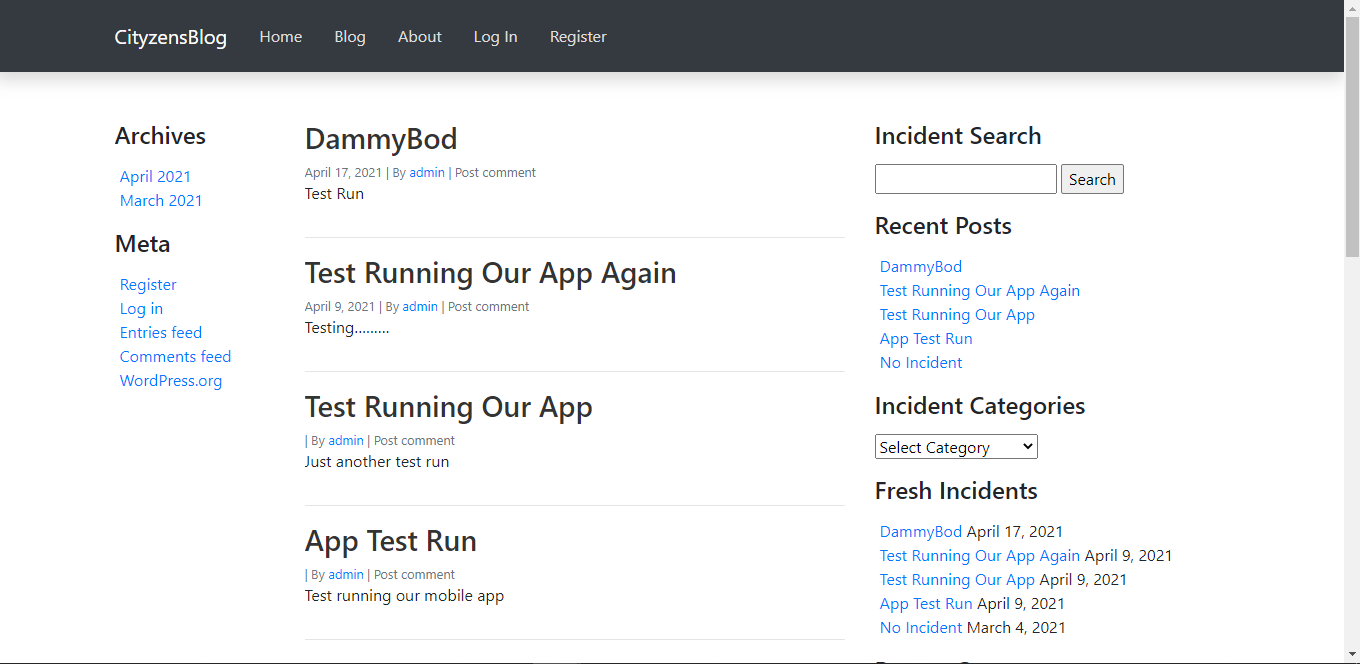 CityzensBlog Home Blog About Log In Register
Archives
April 2021
March 2021
Meta
Register
Log in
Entries feed
Comments feed
WordPress.org
DammyBod
April 17, 2021 | By admin | Post comment
Test Run
Test Running Our App Again
April 9, 2021 | By admin | Post comment
Testing.........
Test Running Our App
| By admin | Post comment
Just another test run
App Test Run
| By admin | Post comment
Test running our mobile app
Incident Search
Search
Recent Posts
DammyBod
Test Running Our App Again
Test Running Our App
App Test Run
No Incident
Incident Categories
Select Category
Fresh Incidents
DammyBod April 17, 2021
Test Running Our App Again April 9, 2021
Test Running Our App April 9, 2021
App Test Run April 9, 2021
No Incident March 4, 2021